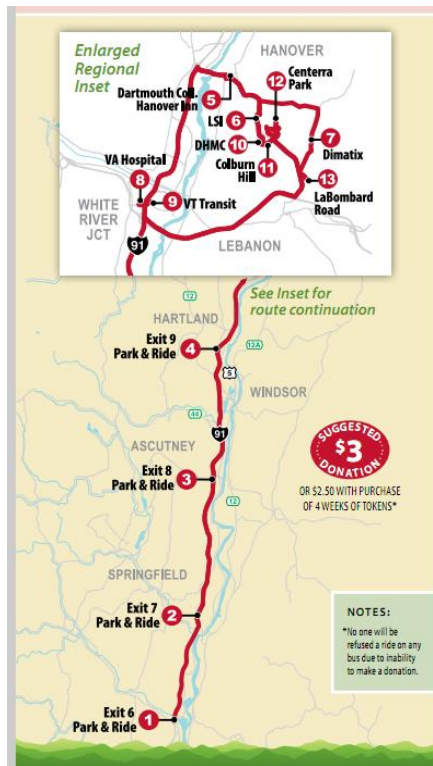 Enlarged
Regional
Inset
HANOVER
Dartmouth Coll.
Hanover Inn
5
12
Centerra
Park
LSI
6
DHMC
10
Colburn
Hill
11
7
Dimatix
13
LaBombard
Road
VA Hospital
8
9
VT Transit
WHITE
RIVER
JCT
91
LEBANON
See Inset for
route continuation
12
HARTLAND
Exit 9
Park & Ride
4
12A
5
WINDSOR
44
91
ASCUTNEY
Exit 8
Park & Ride
3
12
SUGGESTED
$3
DONATION
OR $2.50 WITH PURCHASE
OF 4 WEEKS OF TOKENS*
SPRINGFIELD
Exit 7
Park & Ride
2
NOTES:
*No one will be
refused a ride on any
bus due to inability
to make a donation.
Exit 6
Park & Ride
1